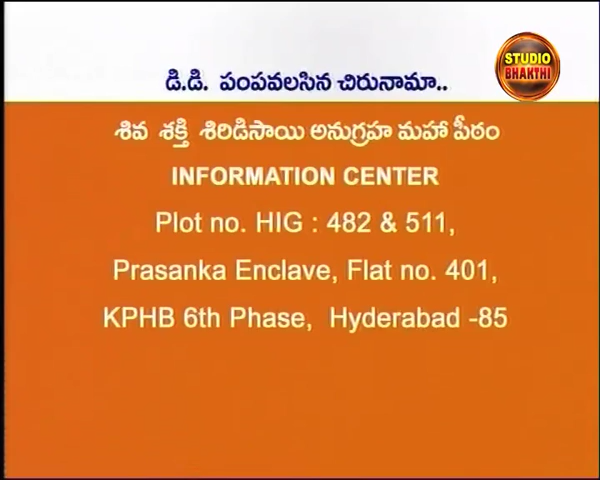 STUDIO
BHAKTHI
డి.డి. పంపవలసిన చిరునామా..
శివ శక్తి శిరిడిసాయి అనుగ్రహ మహా పీఠం
INFORMATION CENTER
Plot no. HIG : 482 & 511,
Prasanka Enclave, Flat no. 401,
KPHB 6th Phase, Hyderabad -85